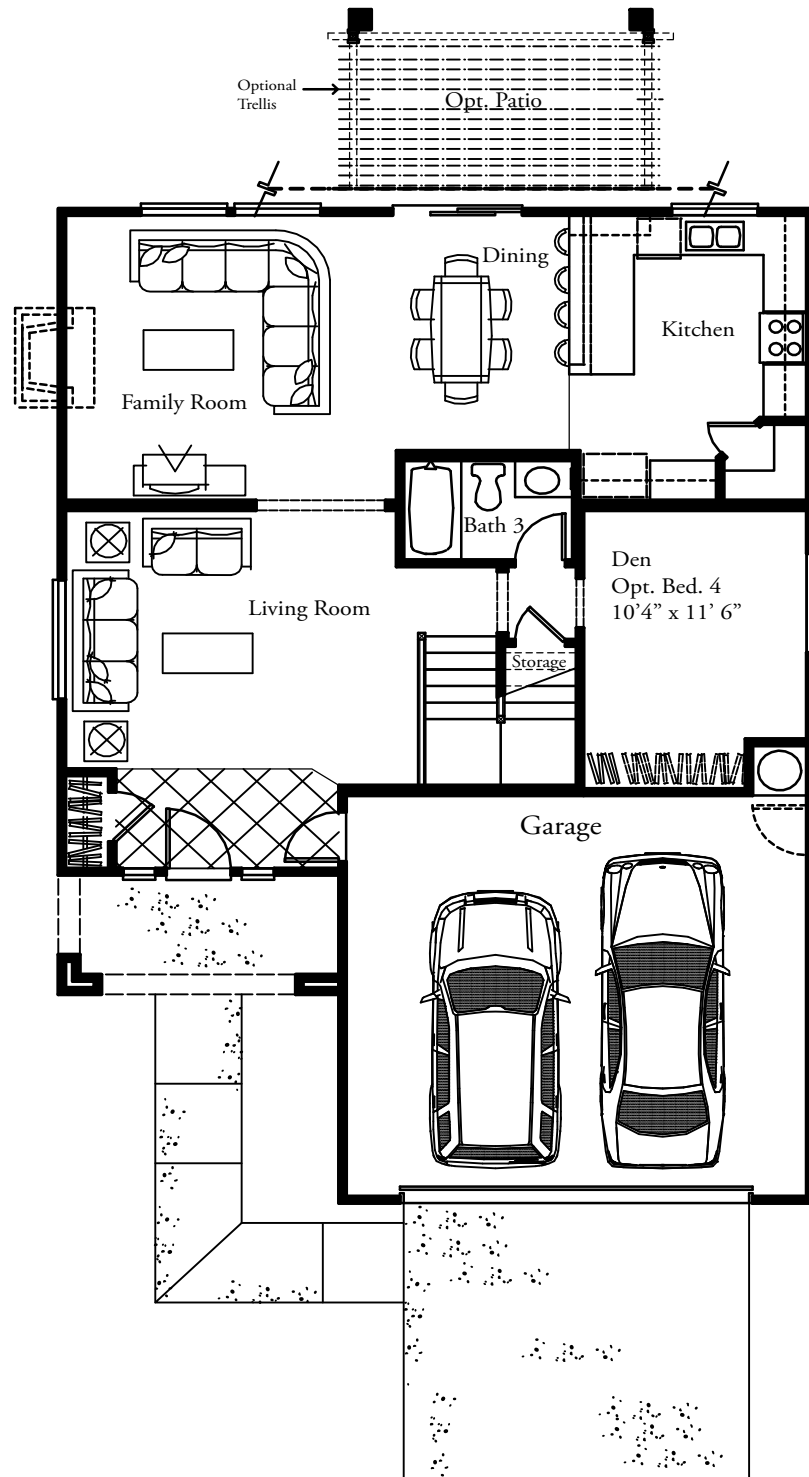 Optional
Trellis
Opt. Patio
Dining
Kitchen
Family Room
Bath 3
Den
Opt. Bed. 4
10’4” x 11’ 6”
Living Room
Storage
Garage